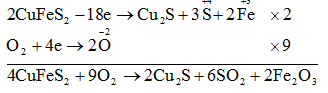 2CuFeS₂ –18e → Cu₂S + 3S⁺⁴ + 2Fe⁺³ ×2
O₂ + 4e → 2O⁻² ×9
4CuFeS₂ + 9O₂ → 2Cu₂S + 6SO₂ + 2Fe₂O₃